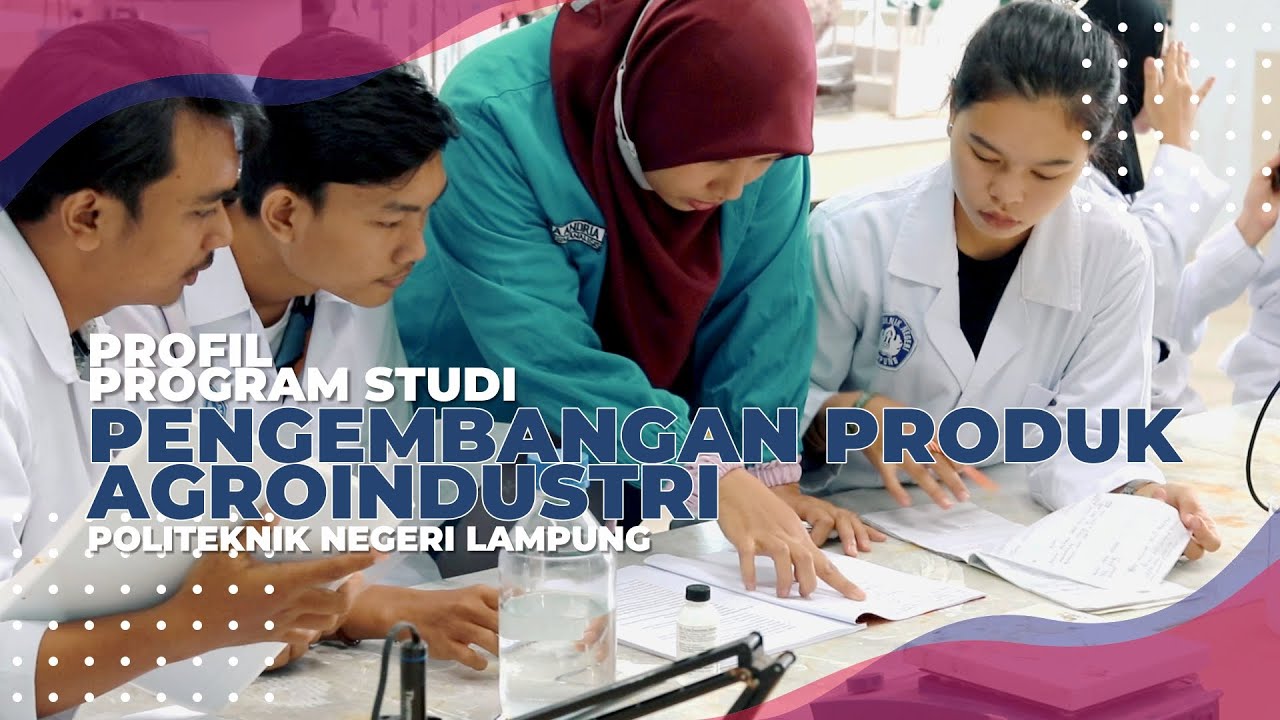 PROFIL
PROGRAM STUDI
PENGEMBANGAN PRODUK
AGROINDUSTRI
POLITEKNIK NEGERI LAMPUNG